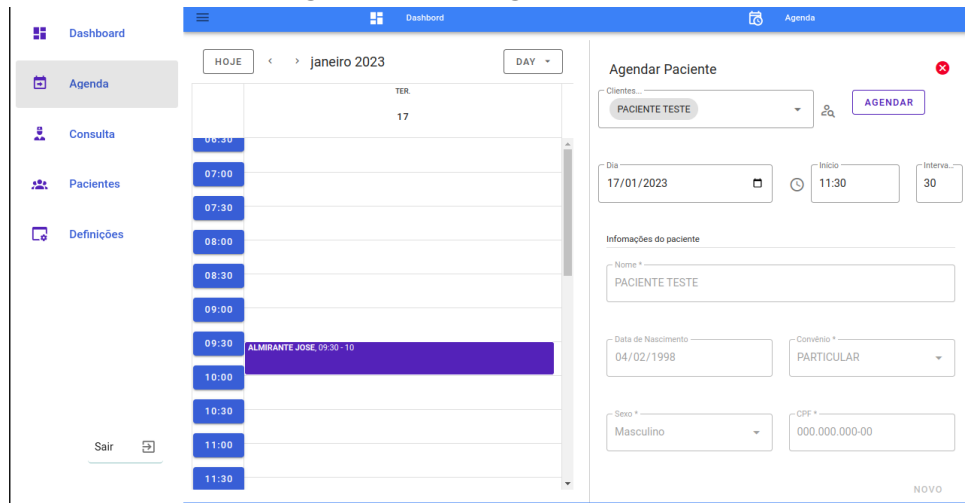 Dashboard
Agenda
Consulta
Pacientes
Definições
Sair
Dashbord
Agenda
HOJE
janeiro 2023
DAY
TER.
17
06:30
07:00
07:30
08:00
08:30
09:00
09:30
ALMIRANTE JOSE, 09:30 - 10
10:00
10:30
11:00
11:30
Agendar Paciente
Clientes...
PACIENTE TESTE
AGENDAR
Dia
17/01/2023
Início
11:30
Interva...
30
Infomações do paciente
Nome *
PACIENTE TESTE
Data de Nascimento
04/02/1998
Convênio *
PARTICULAR
Sexo *
Masculino
CPF *
000.000.000-00
NOVO